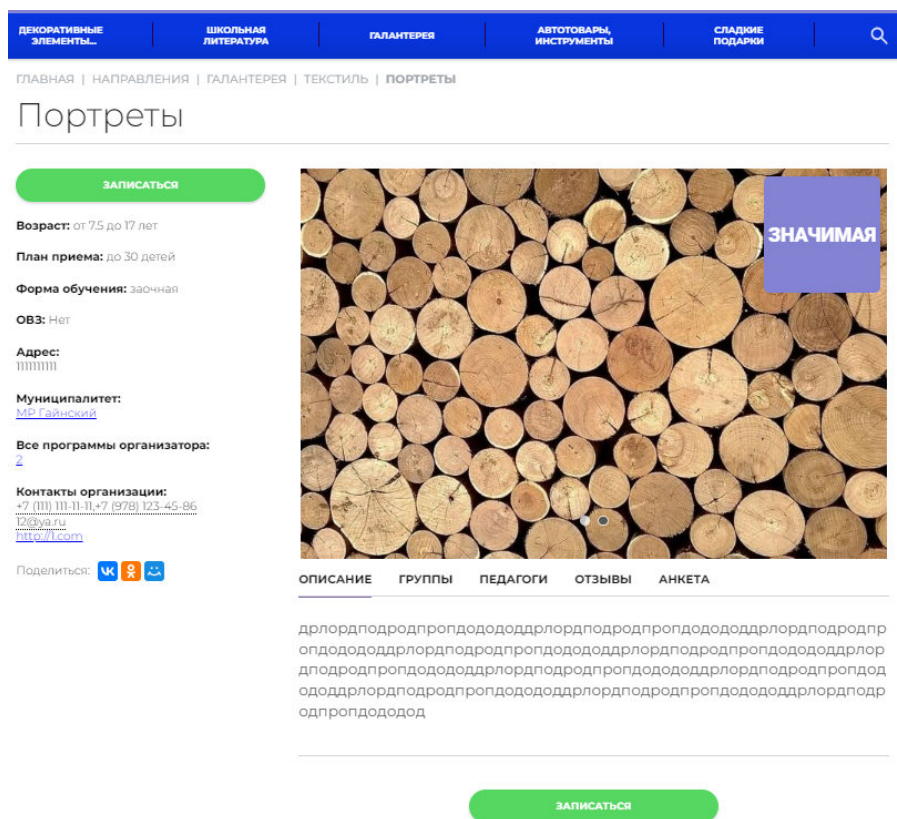 ДЕКОРАТИВНЫЕ
ЭЛЕМЕНТЫ...
ШКОЛЬНАЯ
ЛИТЕРАТУРА
ГАЛАНТЕРЕЯ
АВТОТОВАРЫ,
ИНСТРУМЕНТЫ
СЛАДКИЕ
ПОДАРКИ
ГЛАВНАЯ | НАПРАВЛЕНИЯ | ГАЛАНТЕРЕЯ | ТЕКСТИЛЬ | ПОРТРЕТЫ
Портреты
ЗАПИСАТЬСЯ
Возраст: от 7.5 до 17 лет
План приема: до 30 детей
Форма обучения: заочная
ОВЗ: Нет
Адрес:
1111111111
Муниципалитет:
МР Гайнский
Все программы организатора:
2
Контакты организации:
+7 (111) 111-11-11,+7 (978) 123-45-86
12@ya.ru
http://1.com
Поделиться:
ЗНАЧИМАЯ
ОПИСАНИЕ ГРУППЫ ПЕДАГОГИ ОТЗЫВЫ АНКЕТА
дрлордподродпропдодододдрлордподродпропдодододдрлордподродпр
опдодододдрлордподродпропдодододдрлордподродпропдодододдрлор
дподродпропдодододдрлордподродпропдодододдрлордподродпропдод
ододдрлордподродпропдодододдрлордподродпропдодододдрлордподр
одпропдододод
ЗАПИСАТЬСЯ